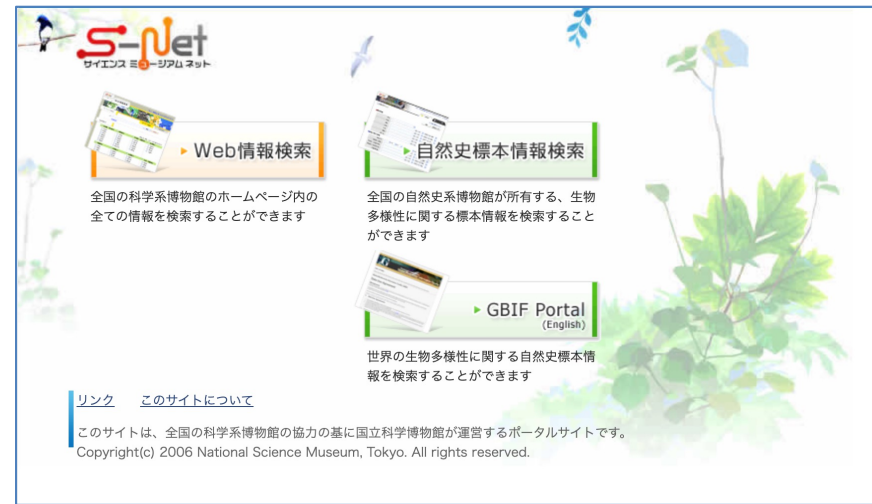 S-Net
サイエンス ミュージアム ネット
Web情報検索
全国の科学系博物館のホームページ内の
全ての情報を検索することができます
自然史標本情報検索
全国の自然史系博物館が所有する、生物
多様性に関する標本情報を検索すること
ができます
GBIF Portal
(English)
世界の生物多様性に関する自然史標本情
報を検索することができます
リンク このサイトについて
このサイトは、全国の科学系博物館の協力の基に国立科学博物館が運営するポータルサイトです。
Copyright(c) 2006 National Science Museum, Tokyo. All rights reserved.